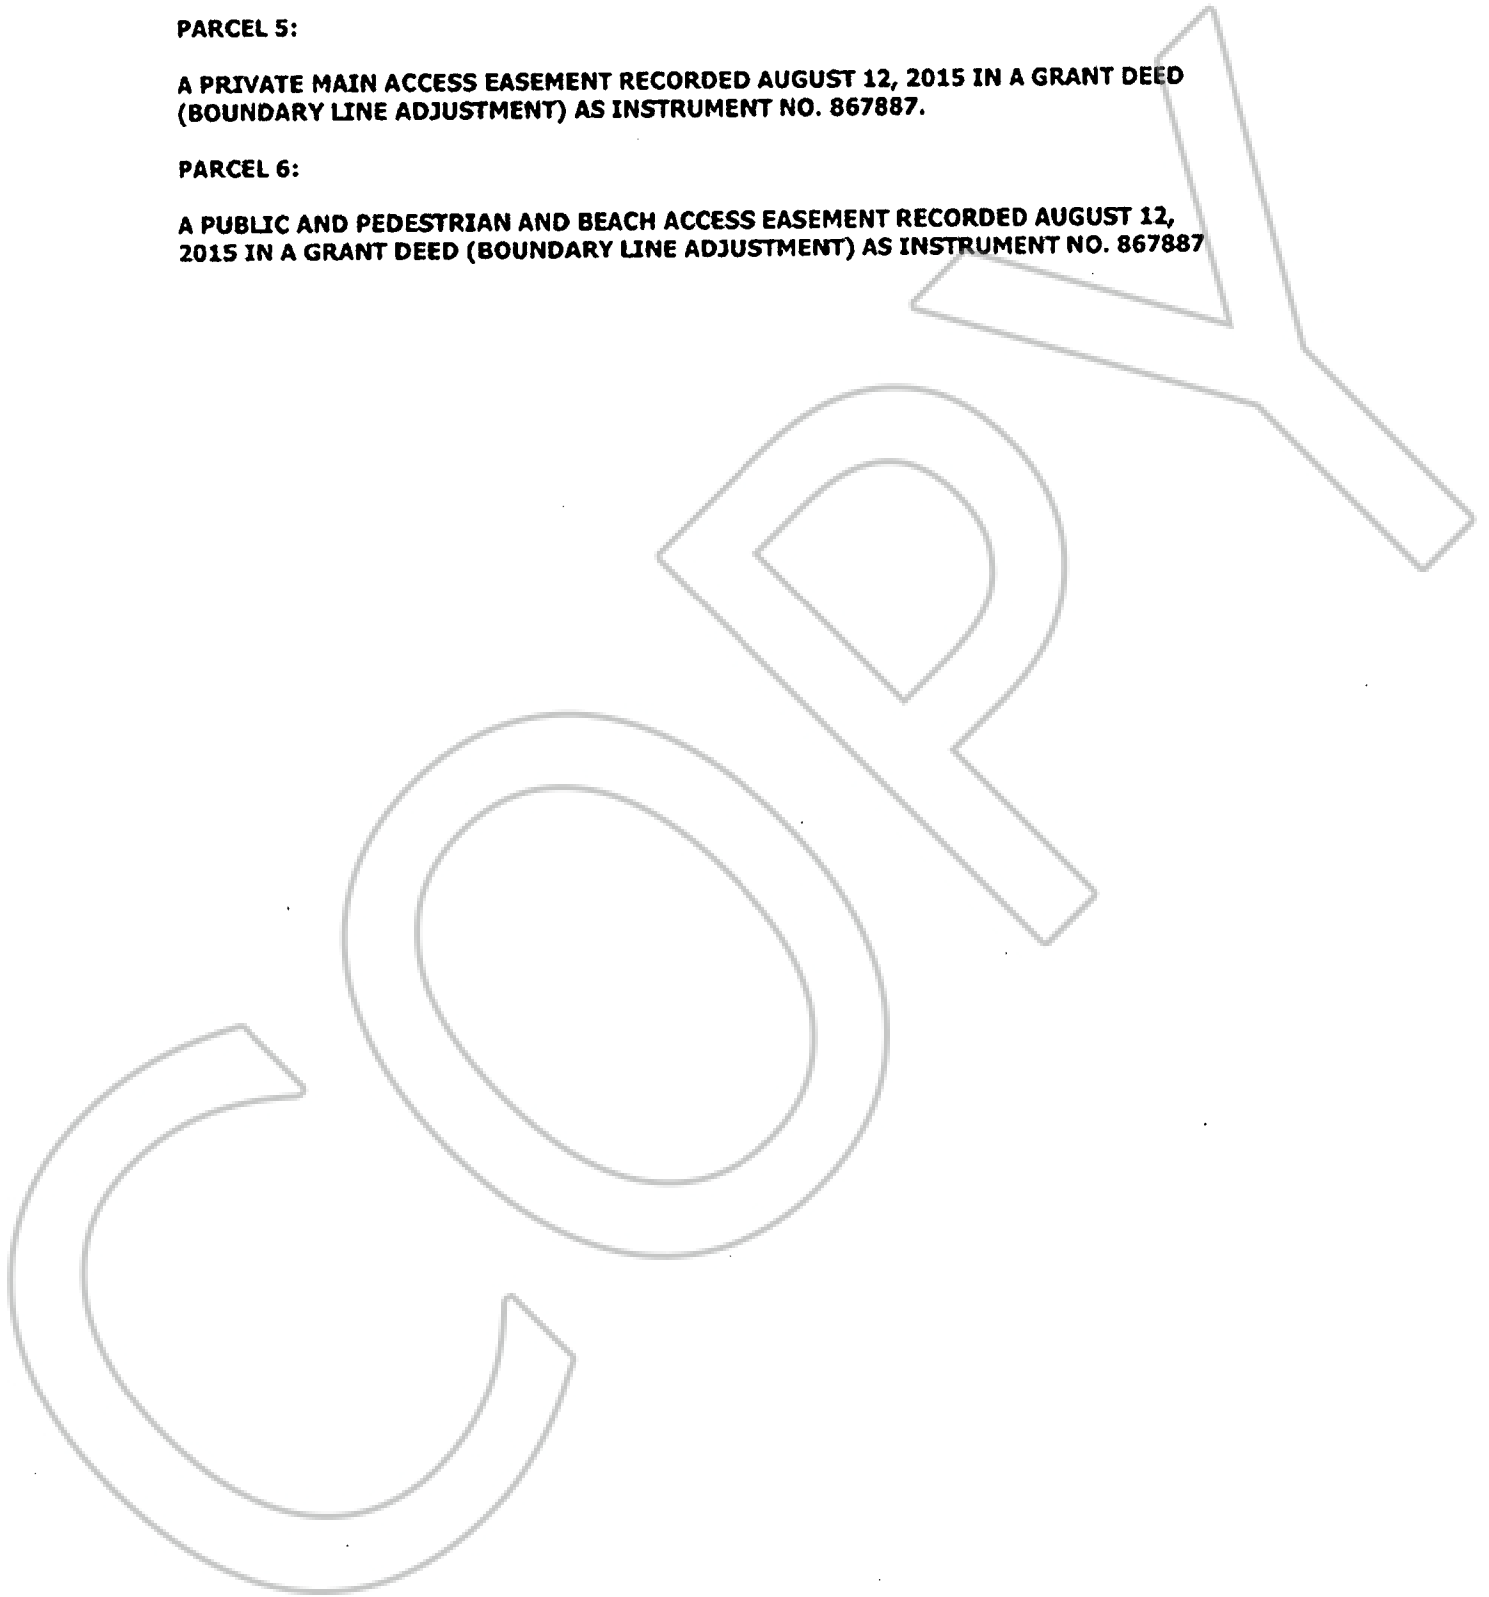 PARCEL 5:
A PRIVATE MAIN ACCESS EASEMENT RECORDED AUGUST 12, 2015 IN A GRANT DEED
(BOUNDARY LINE ADJUSTMENT) AS INSTRUMENT NO. 867887.
PARCEL 6:
A PUBLIC AND PEDESTRIAN AND BEACH ACCESS EASEMENT RECORDED AUGUST 12,
2015 IN A GRANT DEED (BOUNDARY LINE ADJUSTMENT) AS INSTRUMENT NO. 867887
COPY